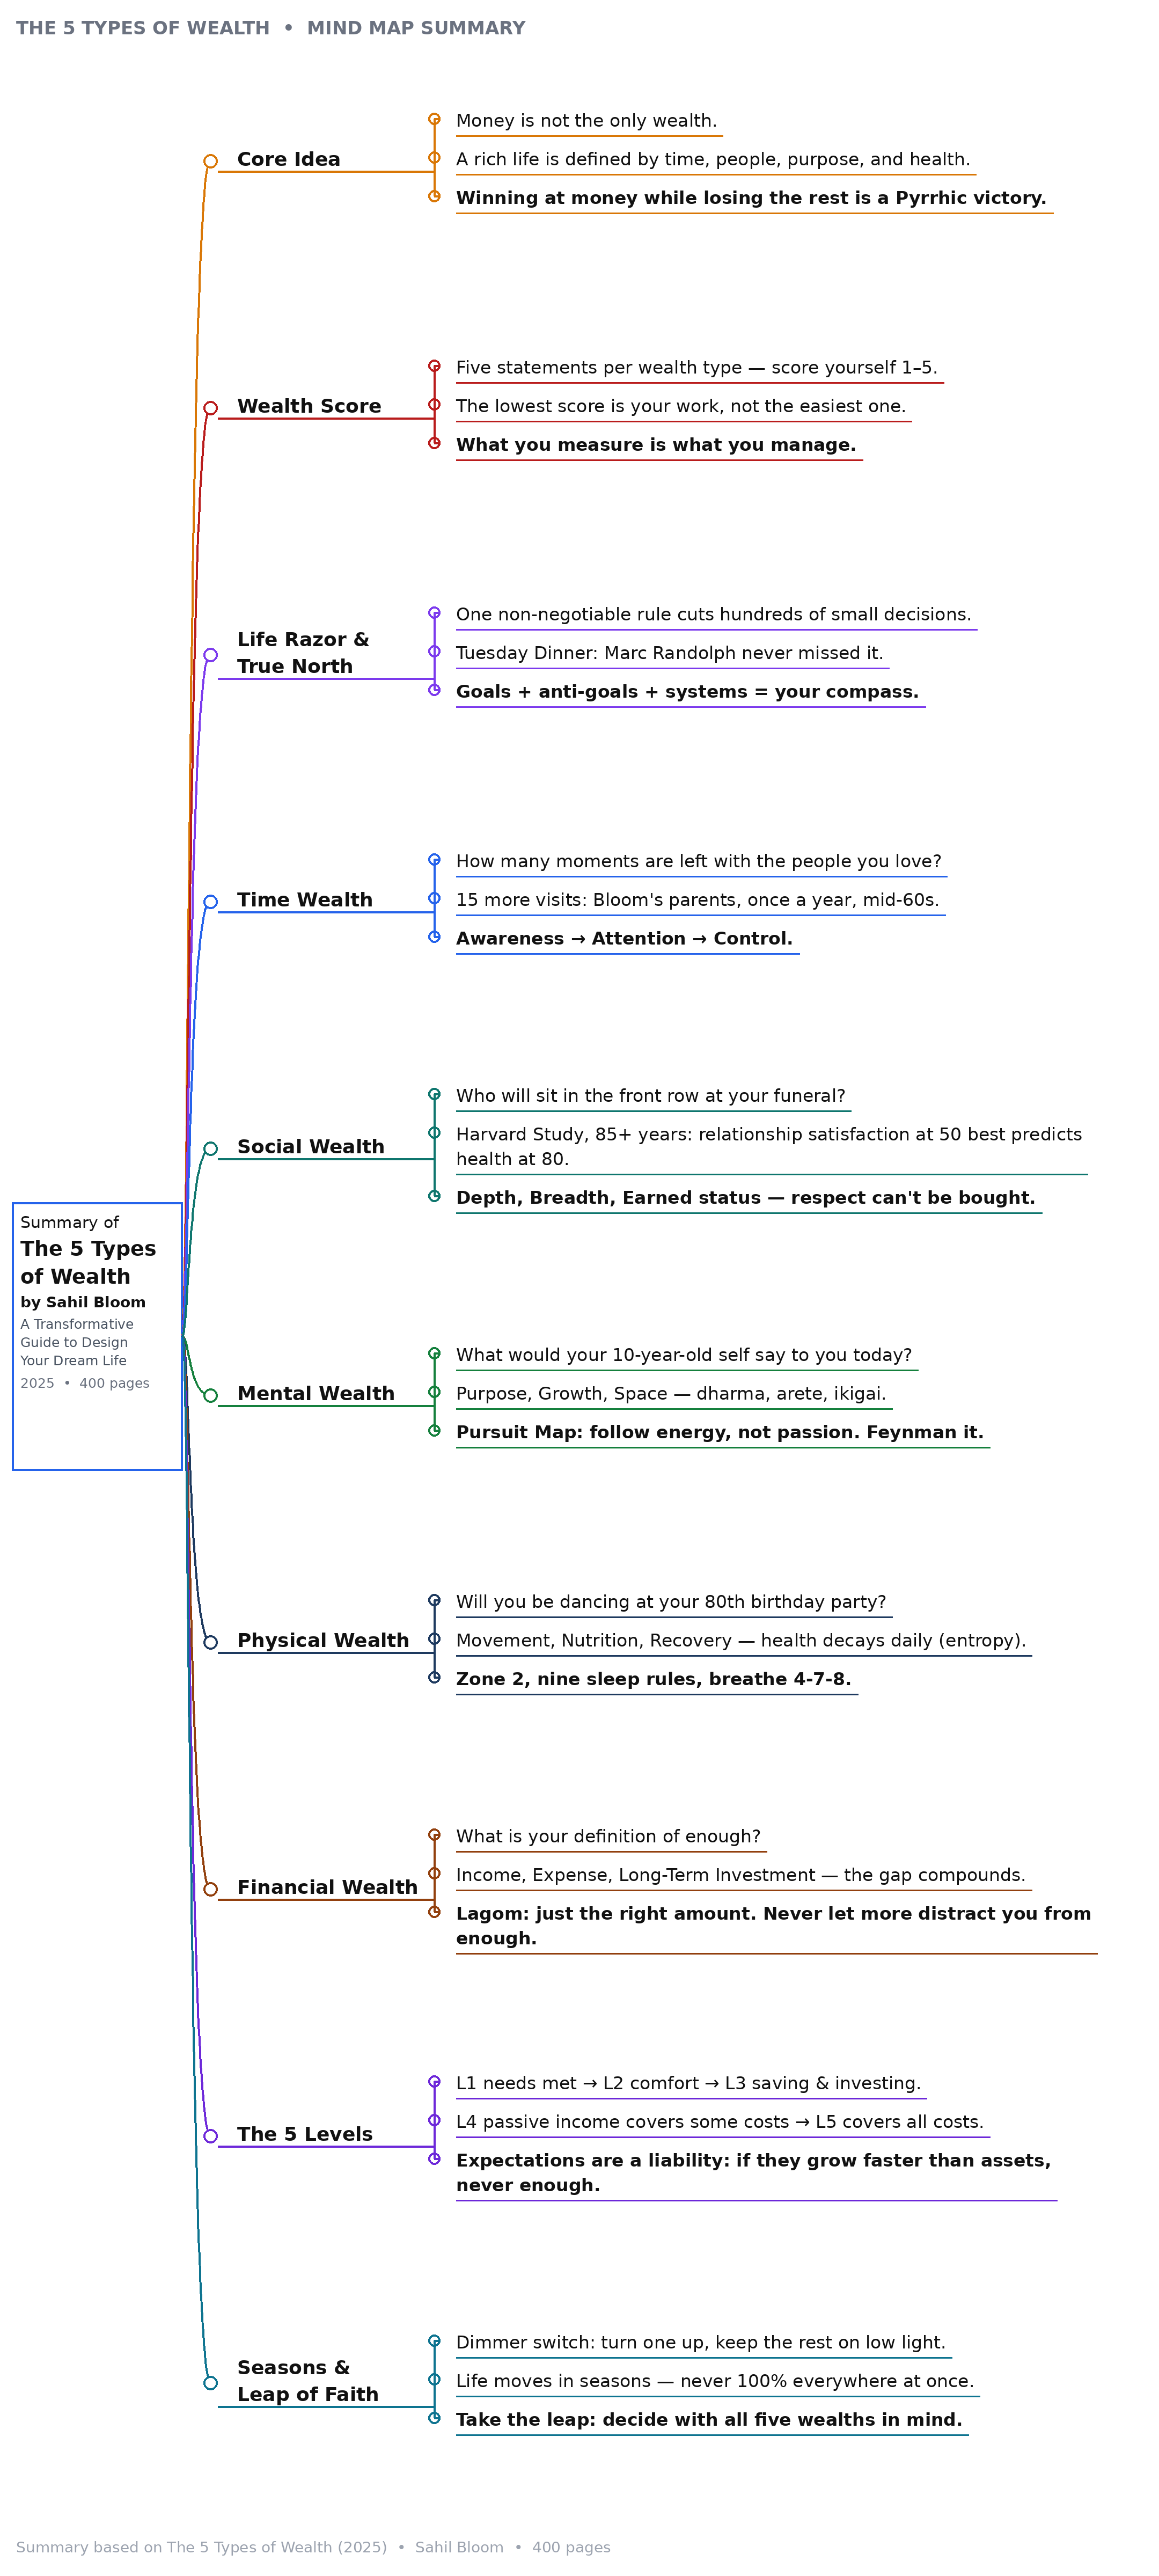 THE 5 TYPES OF WEALTH • MIND MAP SUMMARY
Core Idea
Money is not the only wealth.
A rich life is defined by time, people, purpose, and health.
Winning at money while losing the rest is a Pyrrhic victory.
Wealth Score
Five statements per wealth type — score yourself 1–5.
The lowest score is your work, not the easiest one.
What you measure is what you manage.
Life Razor &
True North
One non-negotiable rule cuts hundreds of small decisions.
Tuesday Dinner: Marc Randolph never missed it.
Goals + anti-goals + systems = your compass.
Time Wealth
How many moments are left with the people you love?
15 more visits: Bloom's parents, once a year, mid-60s.
Awareness → Attention → Control.
Social Wealth
Who will sit in the front row at your funeral?
Harvard Study, 85+ years: relationship satisfaction at 50 best predicts
health at 80.
Depth, Breadth, Earned status — respect can't be bought.
Summary of
The 5 Types
of Wealth
by Sahil Bloom
A Transformative
Guide to Design
Your Dream Life
2025 • 400 pages
Mental Wealth
What would your 10-year-old self say to you today?
Purpose, Growth, Space — dharma, arete, ikigai.
Pursuit Map: follow energy, not passion. Feynman it.
Physical Wealth
Will you be dancing at your 80th birthday party?
Movement, Nutrition, Recovery — health decays daily (entropy).
Zone 2, nine sleep rules, breathe 4-7-8.
Financial Wealth
What is your definition of enough?
Income, Expense, Long-Term Investment — the gap compounds.
Lagom: just the right amount. Never let more distract you from
enough.
The 5 Levels
L1 needs met → L2 comfort → L3 saving & investing.
L4 passive income covers some costs → L5 covers all costs.
Expectations are a liability: if they grow faster than assets,
never enough.
Seasons &
Leap of Faith
Dimmer switch: turn one up, keep the rest on low light.
Life moves in seasons — never 100% everywhere at once.
Take the leap: decide with all five wealths in mind.
Summary based on The 5 Types of Wealth (2025) • Sahil Bloom • 400 pages